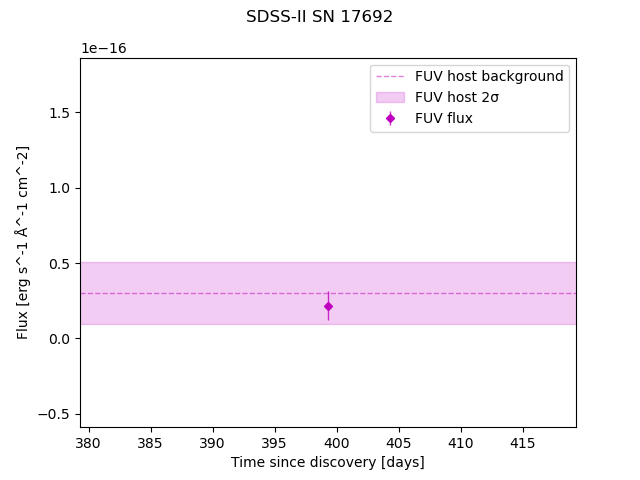 SDSS-II SN 17692
1e−16
FUV host background
FUV host 2σ
FUV flux
1.5
1.0
0.5
0.0
−0.5
Flux [erg s^-1 Å^-1 cm^-2]
380 385 390 395 400 405 410 415
Time since discovery [days]